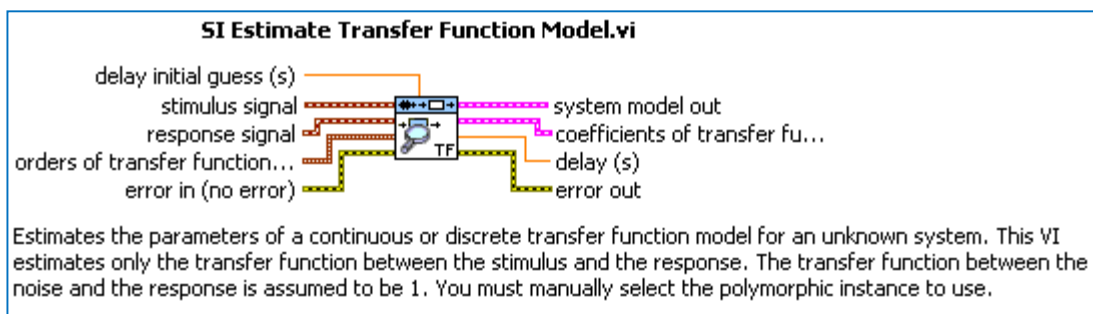 SI Estimate Transfer Function Model.vi
delay initial guess (s)
stimulus signal
response signal
orders of transfer function...
error in (no error)
TF
system model out
coefficients of transfer fu...
delay (s)
error out
Estimates the parameters of a continuous or discrete transfer function model for an unknown system. This VI
estimates only the transfer function between the stimulus and the response. The transfer function between the
noise and the response is assumed to be 1. You must manually select the polymorphic instance to use.